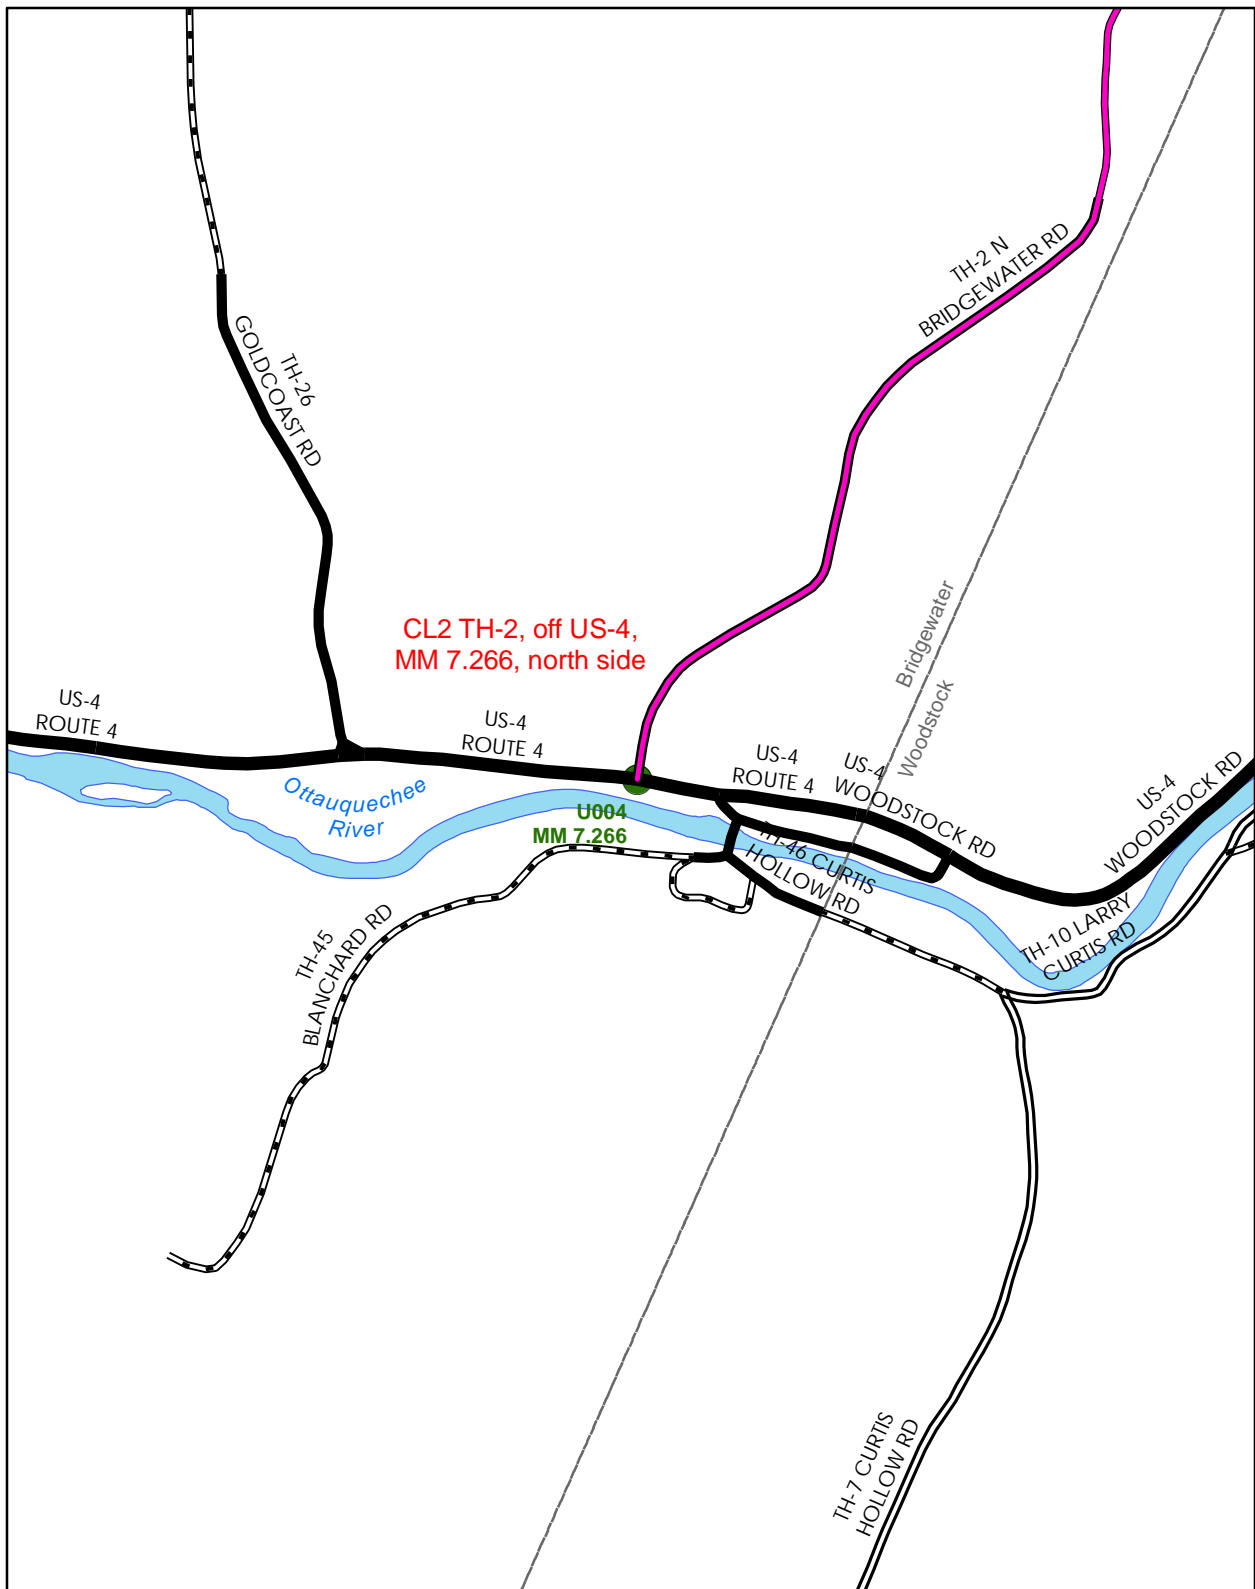 TH-2 N
BRIDGEWATER RD
TH-26
GOLDCOAST RD
CL2 TH-2, off US-4,
MM 7.266, north side
Bridgewater
Woodstock
US-4
ROUTE 4
US-4
ROUTE 4
US-4
ROUTE 4
US-4
WOODSTOCK RD
US-4
WOODSTOCK RD
Ottauquechee
River
U004
MM 7.266
TH-46 CURTIS
HOLLOW RD
TH-45
BLANCHARD RD
TH-10 LARRY
CURTIS RD
TH-7 CURTIS
HOLLOW RD